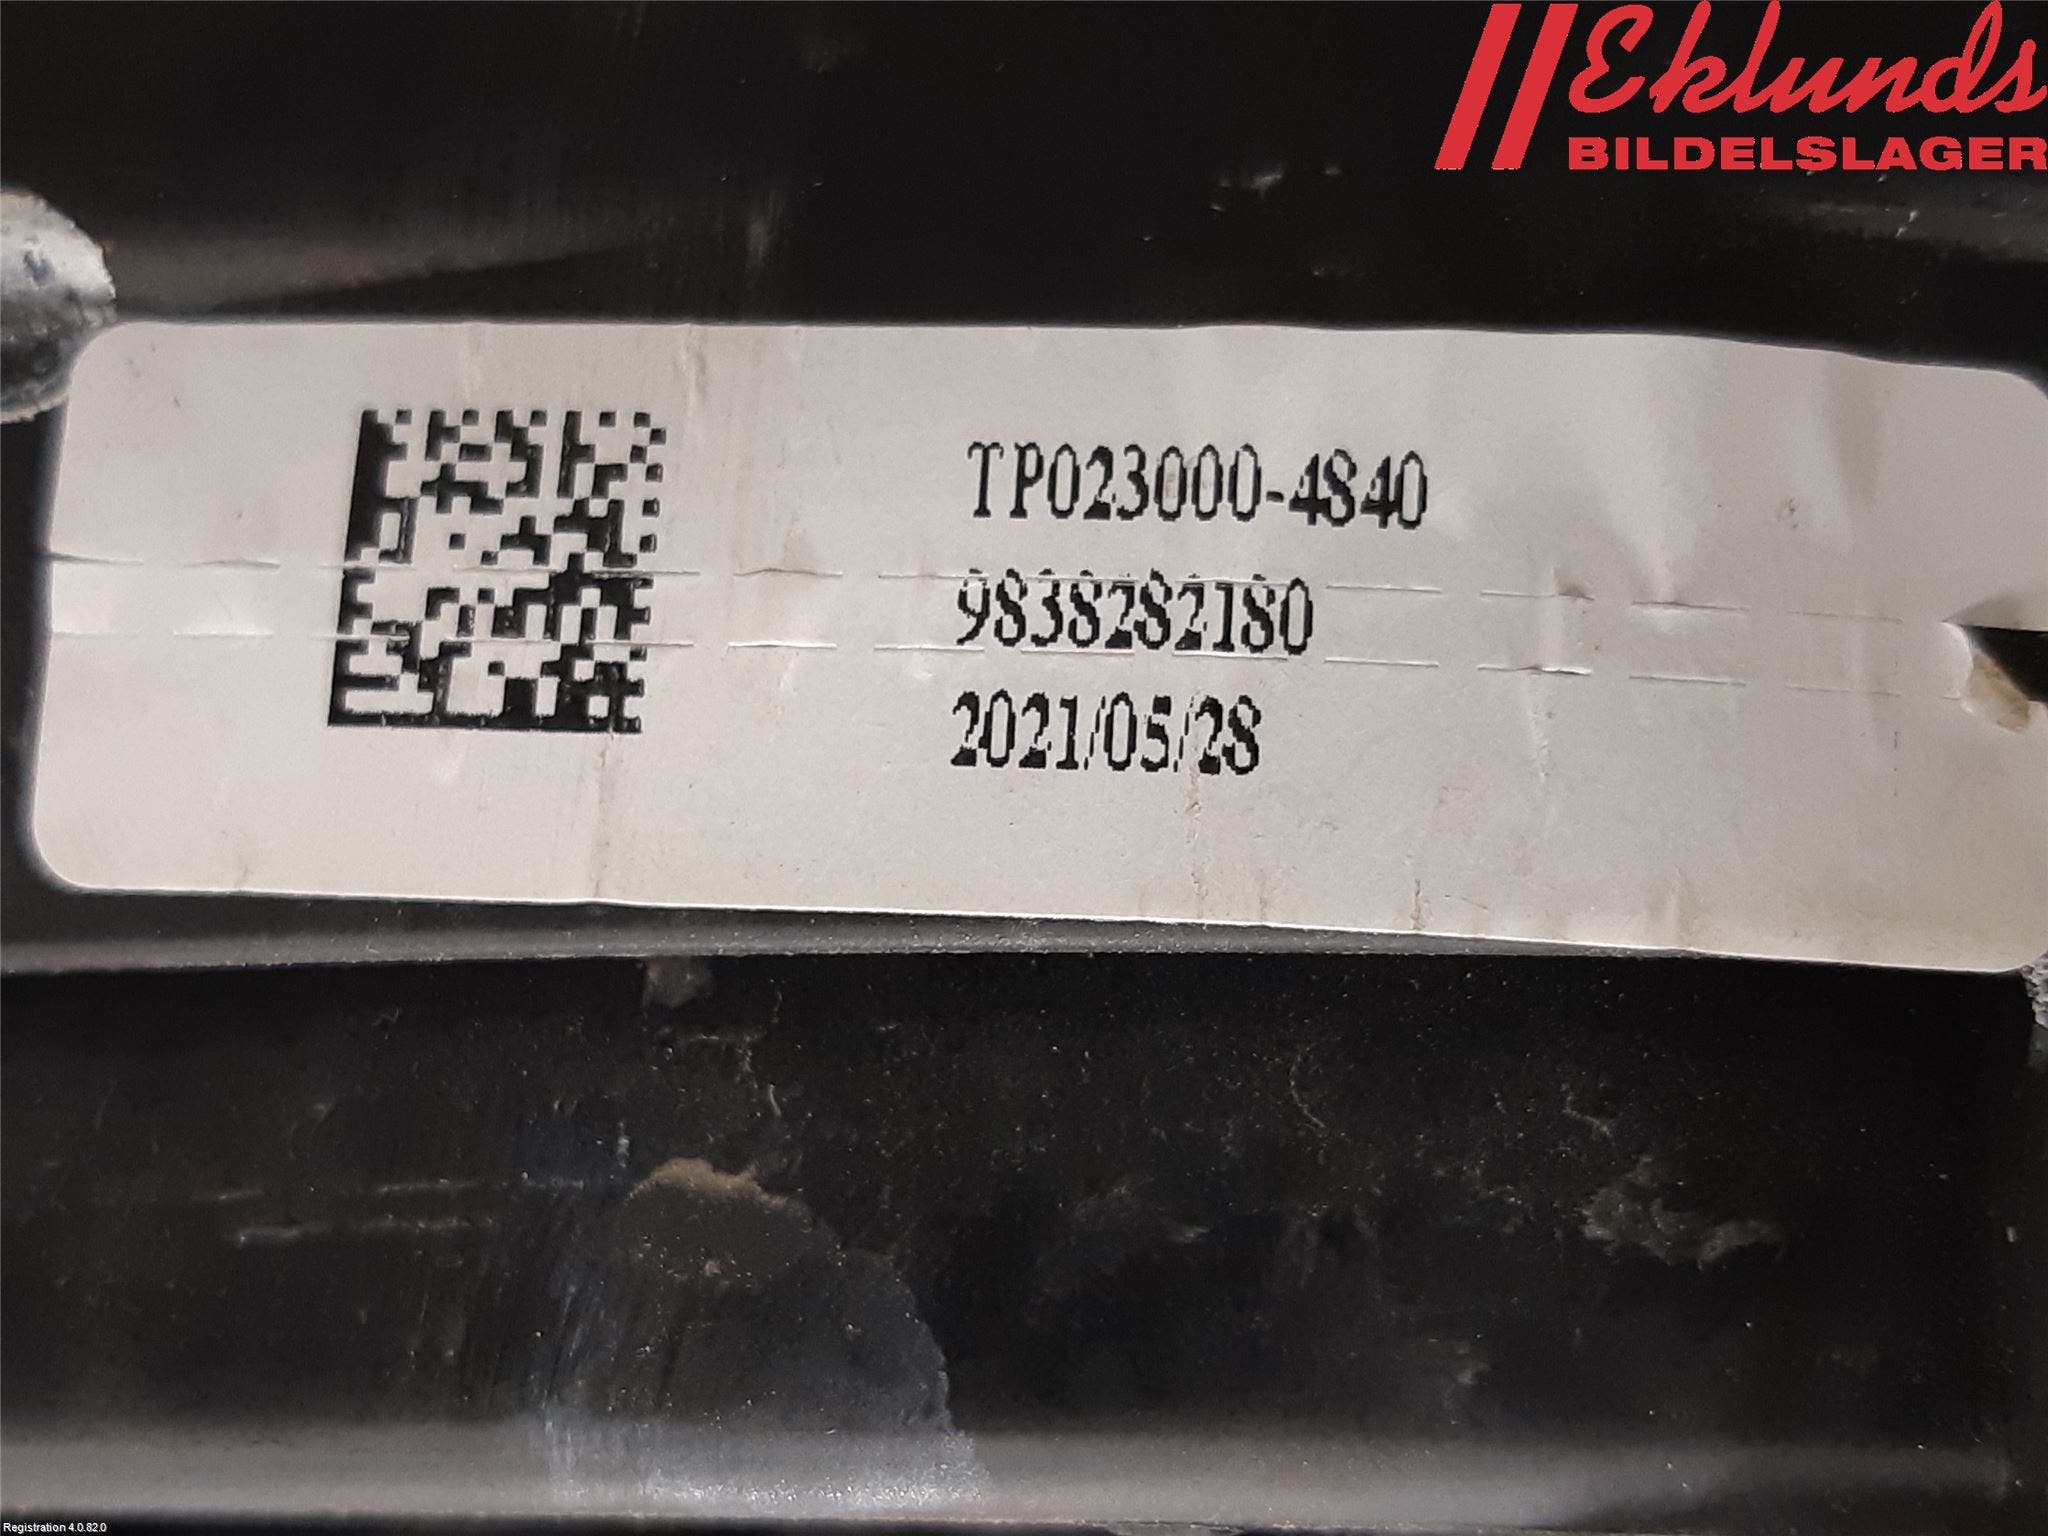 Eklunds
BILDELSLAGER
TP023000-4840
9838282180
2021/05/28
Registration 4.0.82.0